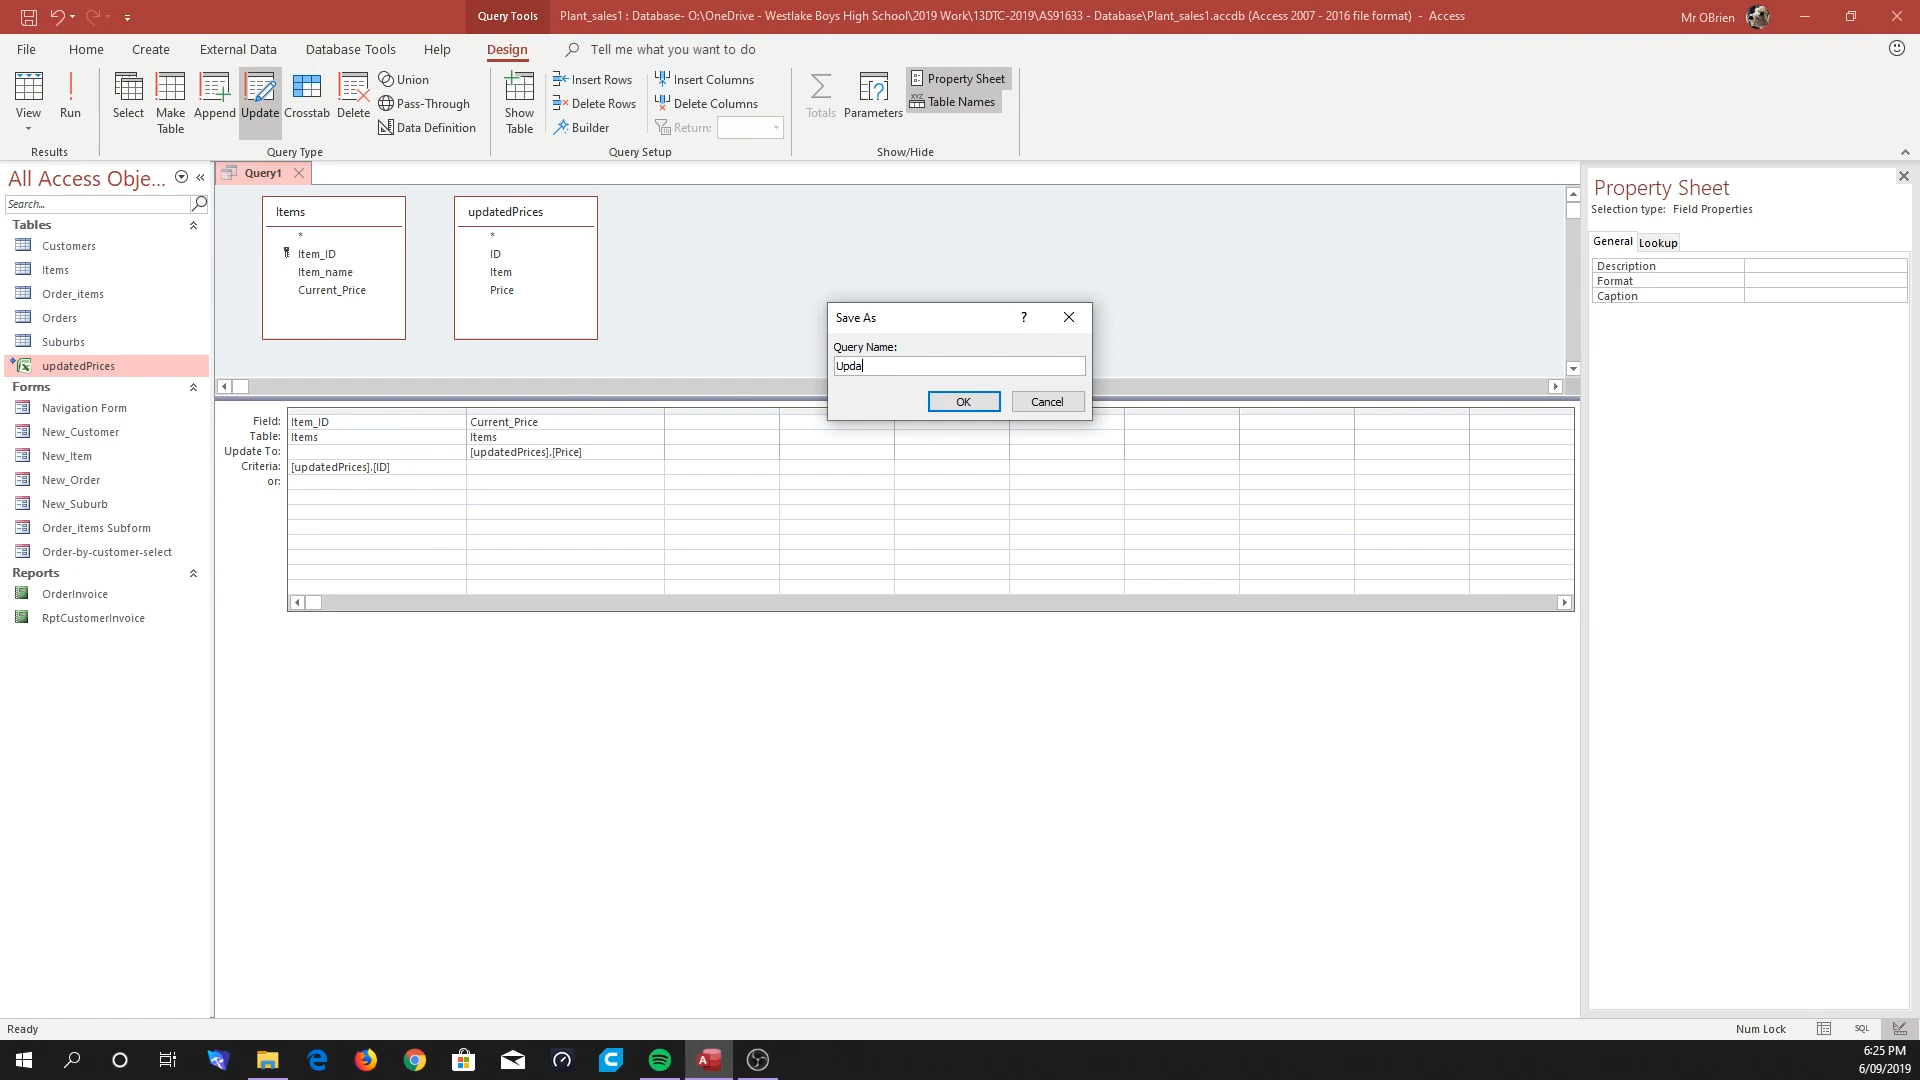 Query Tools
Plant_sales1 : Database- O:\OneDrive - Westlake Boys High School\2019 Work\13DTC-2019\AS91633 - Database\Plant_sales1.accdb (Access 2007 - 2016 file format) - Access
Mr OBrien
File Home Create External Data Database Tools Help Design Tell me what you want to do
View Run Select Make Table Append Update Crosstab Delete
Union
Pass-Through
Data Definition
Show Table
Insert Rows
Delete Rows
Builder
Insert Columns
Delete Columns
Return:
Totals Parameters
Property Sheet
XYZ Table Names
Results Query Type Query Setup Show/Hide
All Access Obje...
Search...
Tables
Customers
Items
Order_items
Orders
Suburbs
updatedPrices
Forms
Navigation Form
New_Customer
New_Item
New_Order
New_Suburb
Order_items Subform
Order-by-customer-select
Reports
OrderInvoice
RptCustomerInvoice
Query1
Items
*
Item_ID
Item_name
Current_Price
updatedPrices
*
ID
Item
Price
Save As ?
Query Name:
Upda
OK Cancel
Field: Item_ID Current_Price
Table: Items Items
Update To: [updatedPrices].[Price]
Criteria: [updatedPrices].[ID]
or:
Property Sheet
Selection type: Field Properties
General Lookup
Description
Format
Caption
Ready
Num Lock
SQL
6:25 PM
6/09/2019